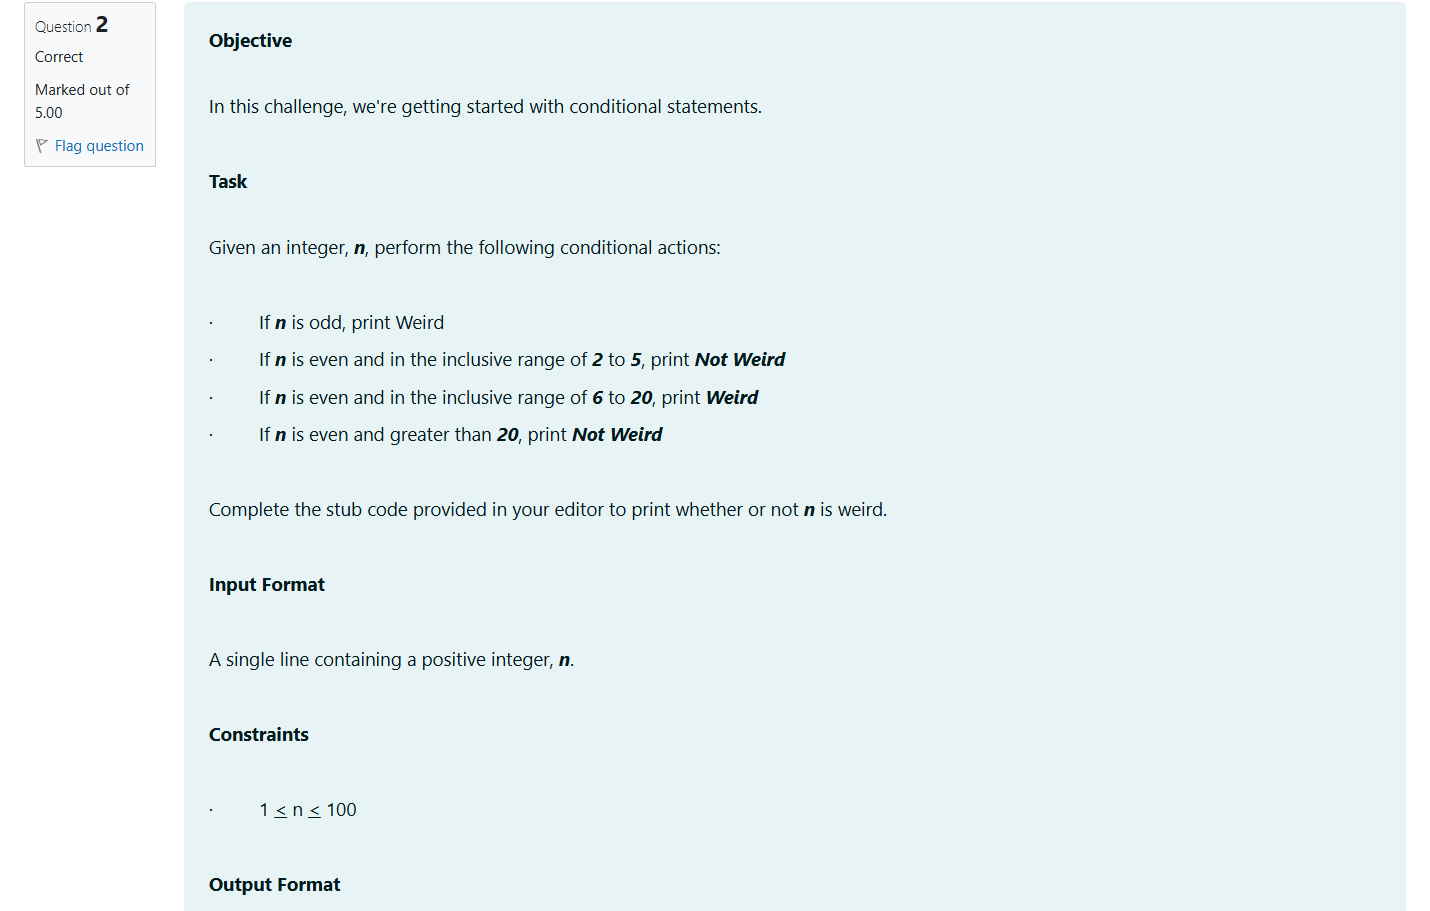 Question 2
Correct
Marked out of
5.00
Flag question
Objective
In this challenge, we're getting started with conditional statements.
Task
Given an integer, n, perform the following conditional actions:
· If n is odd, print Weird
· If n is even and in the inclusive range of 2 to 5, print Not Weird
· If n is even and in the inclusive range of 6 to 20, print Weird
· If n is even and greater than 20, print Not Weird
Complete the stub code provided in your editor to print whether or not n is weird.
Input Format
A single line containing a positive integer, n.
Constraints
· 1 ≤ n ≤ 100
Output Format